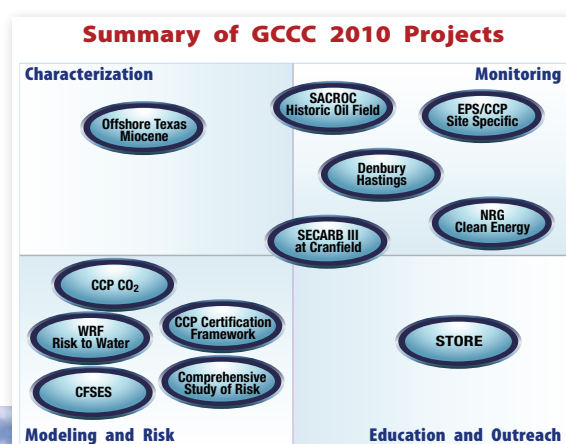 Summary of GCCC 2010 Projects
Characterization
Monitoring
Offshore Texas
Miocene
SACROC
Historic Oil Field
EPS/CCP
Site Specific
Denbury
Hastings
NRG
Clean Energy
SECARB III
at Cranfield
CCP CO₂
WRF
Risk to Water
CCP Certification
Framework
CFSES
Comprehensive
Study of Risk
STORE
Modeling and Risk
Education and Outreach